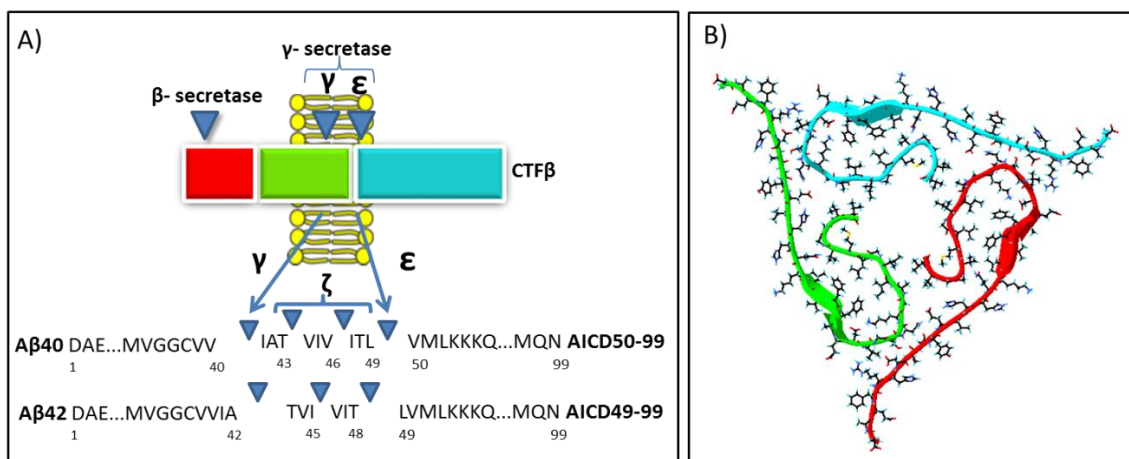 A)
B)
γ- secretase
γ ε
β- secretase
CTFβ
γ ε
ζ
Aβ40 DAE...MVGGCVV IAT VIV ITL VMLKKKQ...MQN AICD50-99
1 40 43 46 49 50 99
Aβ42 DAE...MVGGCVVIA TVI VIT LVMLKKKQ...MQN AICD49-99
1 42 45 48 49 99